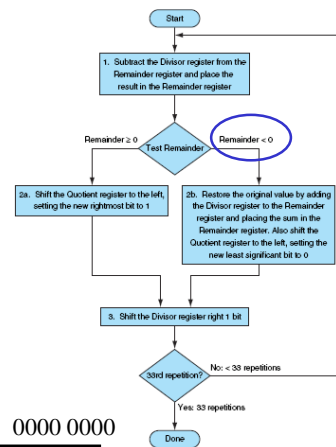 Start
1. Subtract the Divisor register from the
Remainder register and place the
result in the Remainder register
Remainder ≥ 0
Remainder < 0
Test Remainder
2a. Shift the Quotient register to the left,
setting the new rightmost bit to 1
2b. Restore the original value by adding
the Divisor register to the Remainder
register and placing the sum in the
Remainder register. Also shift the
Quotient register to the left, setting the
new least significant bit to 0
3. Shift the Divisor register right 1 bit
33rd repetition?
No: < 33 repetitions
Yes: 33 repetitions
0000 0000
Done